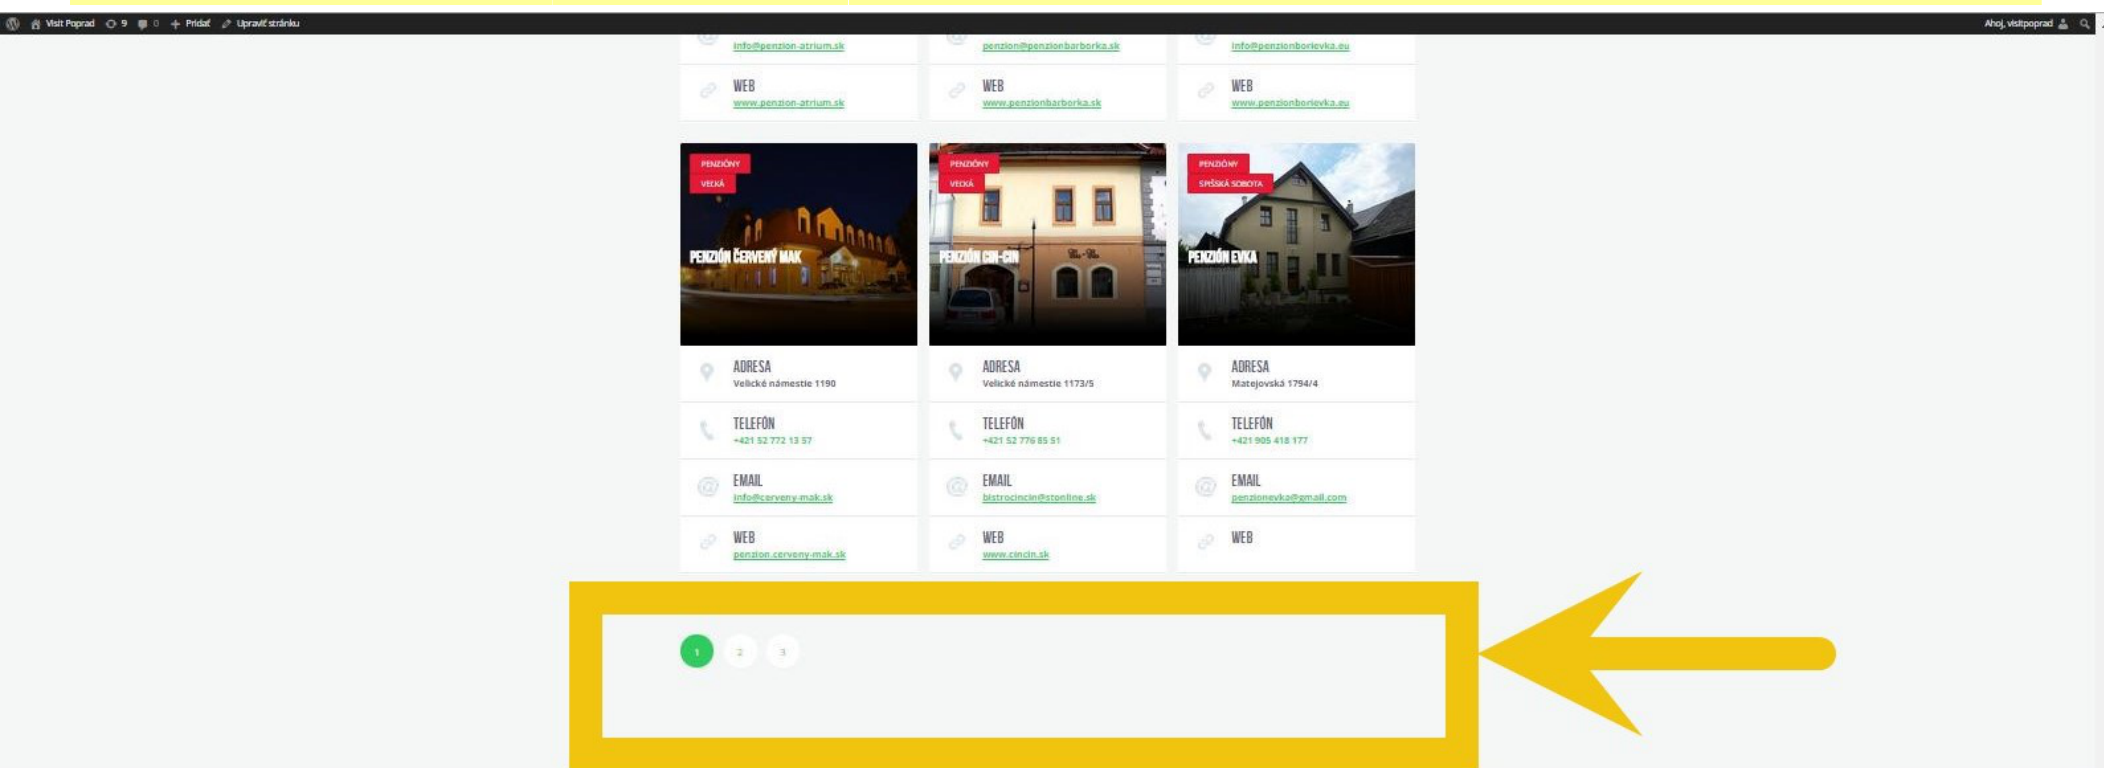 Visit Poprad 9 0 Pridať Upraviť stránku Ahoj, visitpoprad
info@penzion-atrium.sk penzion@penzionbarborka.sk info@penzionborievka.eu
WEB WEB WEB
www.penzion-atrium.sk www.penzionbarborka.sk www.penzionborievka.eu
PENZIÓNY PENZIÓNY PENZIÓNY
VEĽKÁ VEĽKÁ SPIŠSKÁ SOBOTA
PENZIÓN ČERVENÝ MAK PENZIÓN CIN-CIN PENZIÓN EVKA
ADRESA ADRESA ADRESA
Velické námestie 1190 Velické námestie 1173/5 Matejovská 1794/4
TELEFÓN TELEFÓN TELEFÓN
+421 52 772 13 57 +421 52 776 85 51 +421 905 418 177
EMAIL EMAIL EMAIL
info@cerveny-mak.sk bistrocincin@stonline.sk penzionevka@gmail.com
WEB WEB WEB
penzion.cerveny-mak.sk www.cincin.sk
1 2 3